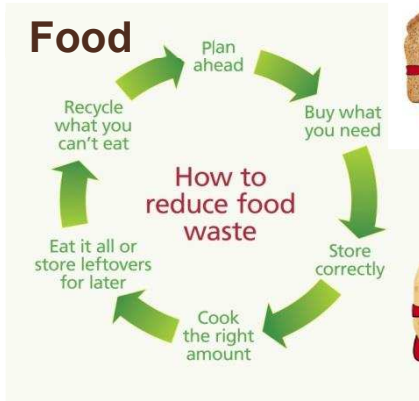 Food
Plan
ahead
Buy what
you need
Store
correctly
Cook
the right
amount
Eat it all or
store leftovers
for later
Recycle
what you
can't eat
How to
reduce food
waste